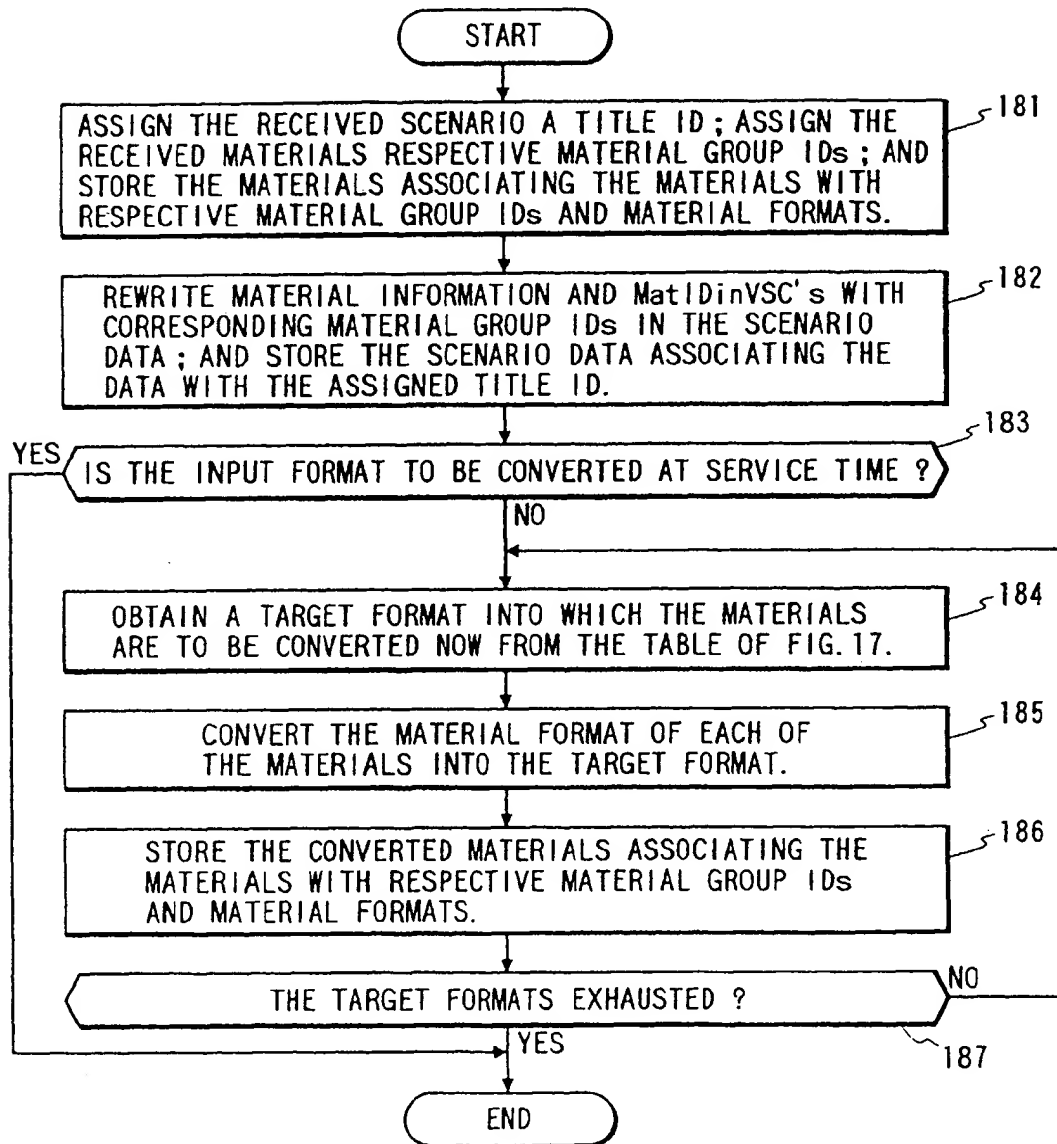 START
181
ASSIGN THE RECEIVED SCENARIO A TITLE ID ; ASSIGN THE
RECEIVED MATERIALS RESPECTIVE MATERIAL GROUP IDs ; AND
STORE THE MATERIALS ASSOCIATING THE MATERIALS WITH
RESPECTIVE MATERIAL GROUP IDs AND MATERIAL FORMATS.
182
REWRITE MATERIAL INFORMATION AND MatIDinVSC's WITH
CORRESPONDING MATERIAL GROUP IDs IN THE SCENARIO
DATA ; AND STORE THE SCENARIO DATA ASSOCIATING THE
DATA WITH THE ASSIGNED TITLE ID.
183
YES
IS THE INPUT FORMAT TO BE CONVERTED AT SERVICE TIME ?
NO
184
OBTAIN A TARGET FORMAT INTO WHICH THE MATERIALS
ARE TO BE CONVERTED NOW FROM THE TABLE OF FIG. 17.
185
CONVERT THE MATERIAL FORMAT OF EACH OF
THE MATERIALS INTO THE TARGET FORMAT.
186
STORE THE CONVERTED MATERIALS ASSOCIATING THE
MATERIALS WITH RESPECTIVE MATERIAL GROUP IDs
AND MATERIAL FORMATS.
NO
THE TARGET FORMATS EXHAUSTED ?
YES
187
END